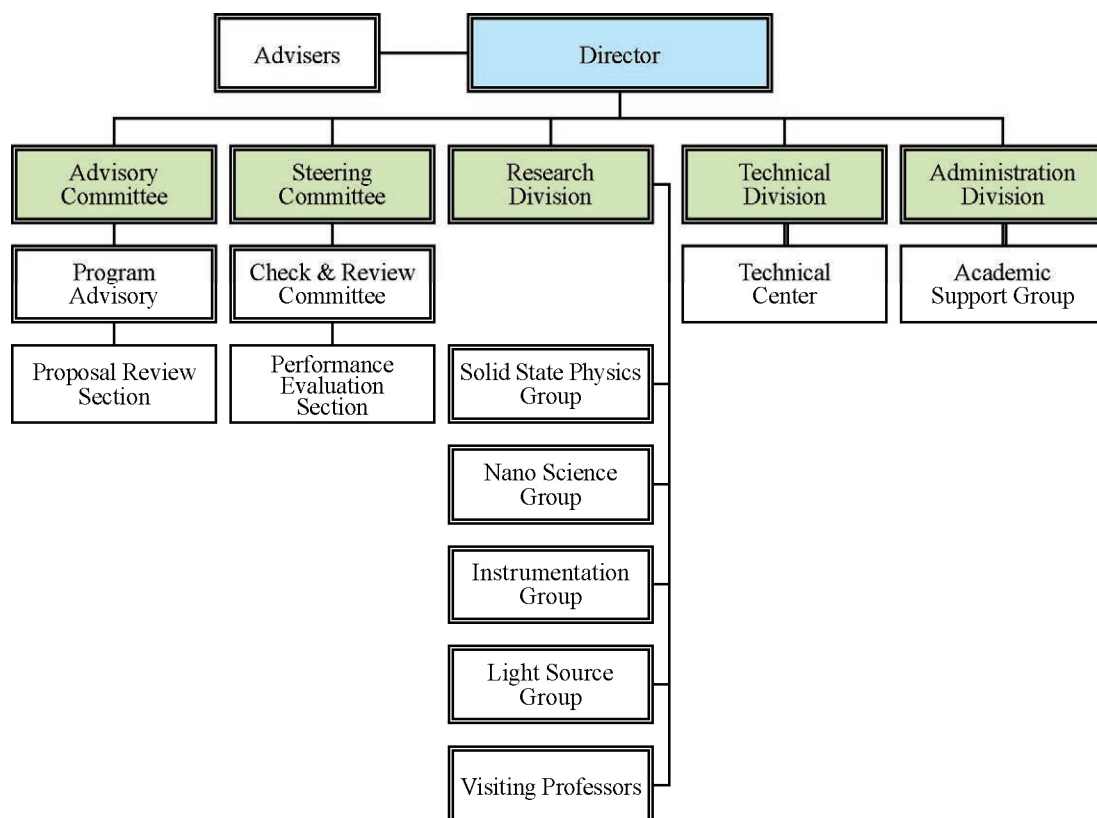 Advisers
Director
Advisory
Committee
Steering
Committee
Research
Division
Technical
Division
Administration
Division
Program
Advisory
Check & Review
Committee
Technical
Center
Academic
Support Group
Proposal Review
Section
Performance
Evaluation
Section
Solid State Physics
Group
Nano Science
Group
Instrumentation
Group
Light Source
Group
Visiting Professors